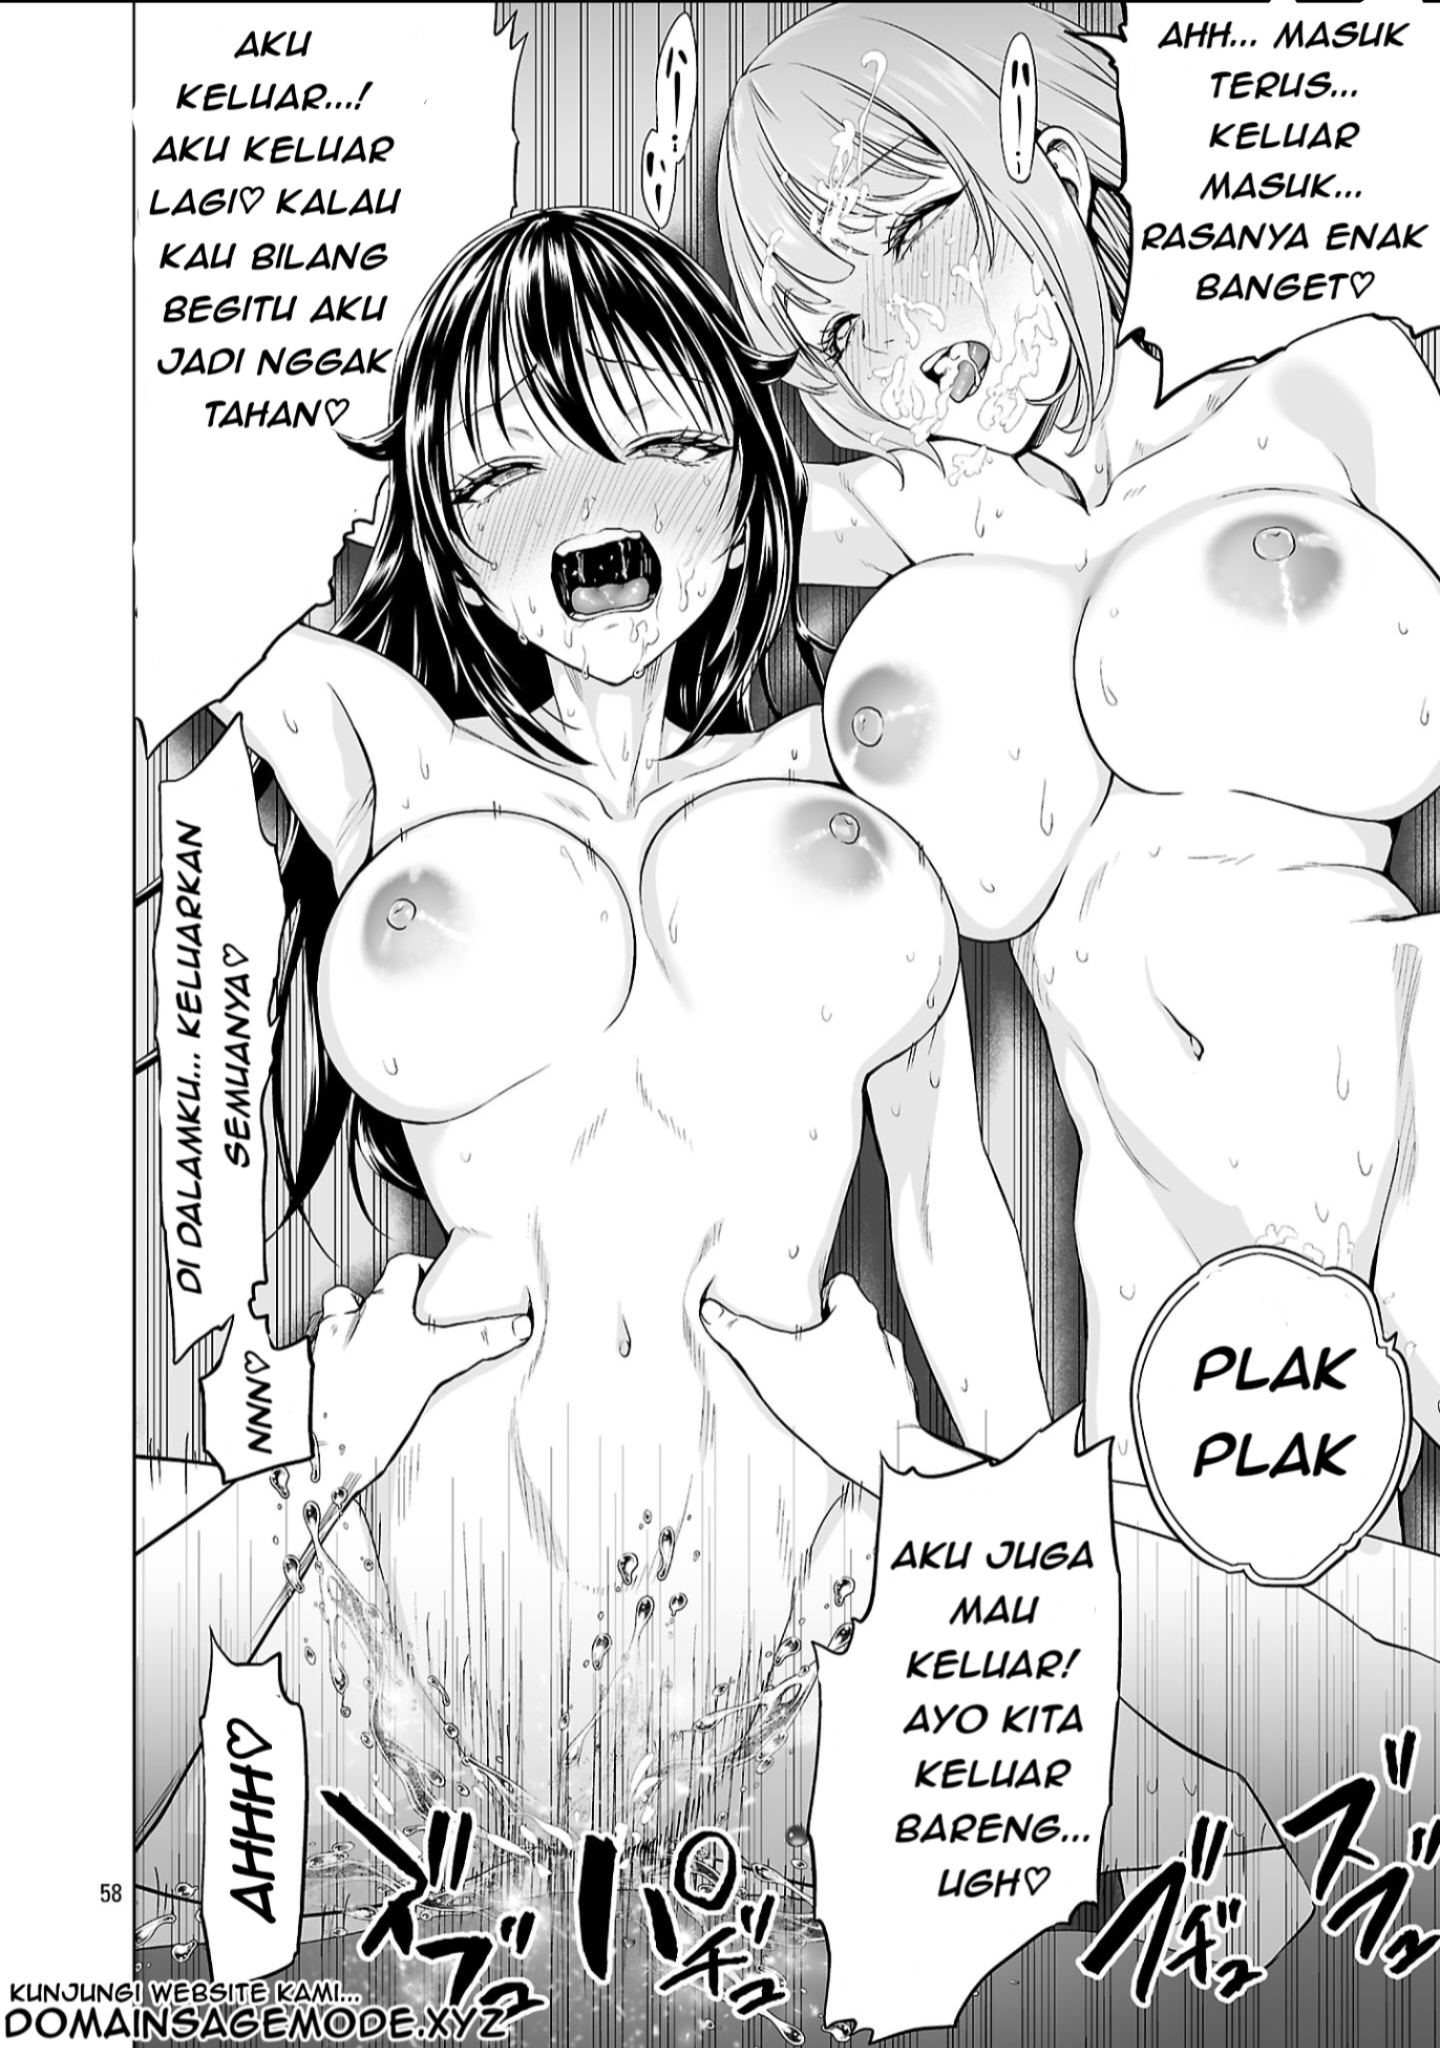 AHH... MASUK
TERUS...
KELUAR
MASUK...
RASANYA ENAK
BANGET♡
AKU
KELUAR...!
AKU KELUAR
LAGI♡ KALAU
KAU BILANG
BEGITU AKU
JADI NGGAK
TAHAN♡
DI DALAMKU... KELUARKAN
SEMUANYA♡
NNN♡
PLAK
PLAK
AKU JUGA
MAU
KELUAR!
AYO KITA
KELUAR
BARENG...
UGH♡
AHHH♡
58
KUNJUNGI WEBSITE KAMI...
DOMAINSAGEMODE.XYZ